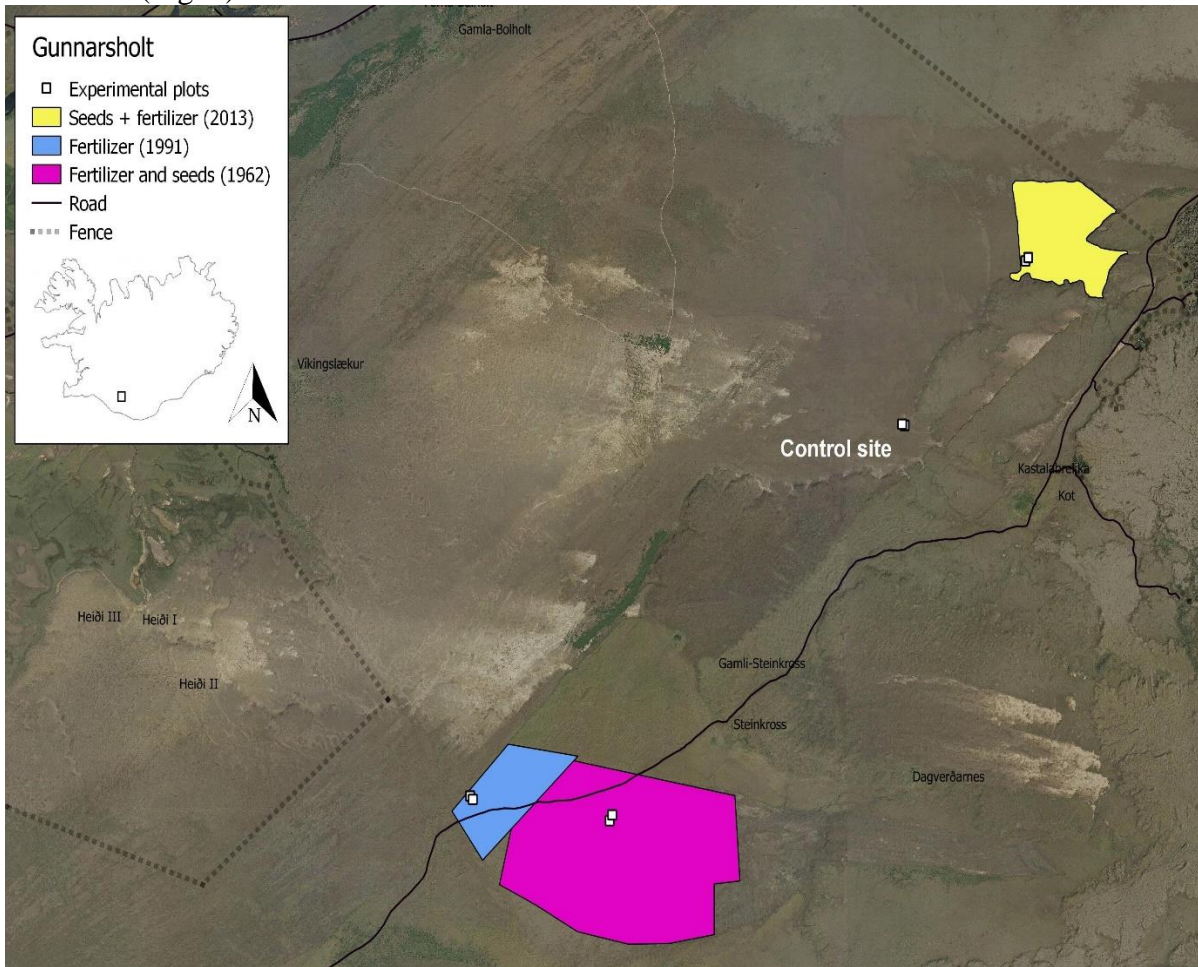 Gunnarsholt
Experimental plots
Seeds + fertilizer (2013)
Fertilizer (1991)
Fertilizer and seeds (1962)
Road
Fence
N
Gamla-Bolholt
Víkingslækur
Control site
Kastalabrekka
Kot
Heiði III
Heiði I
Heiði II
Gamli-Steinkross
Steinkross
Dagverðarnes